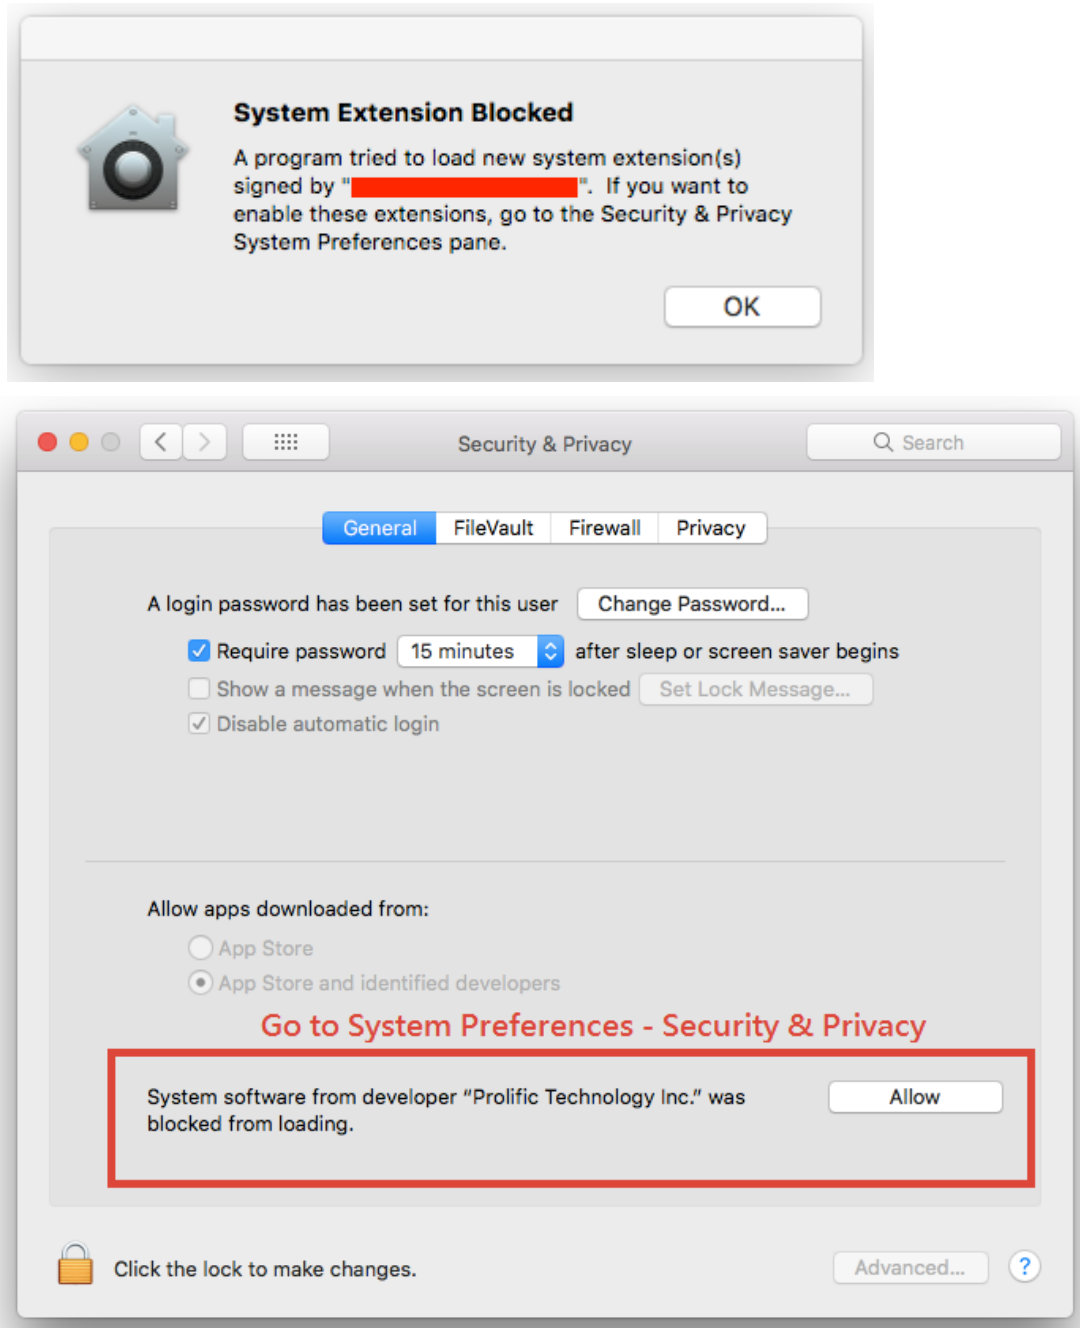 System Extension Blocked
A program tried to load new system extension(s)
signed by "". If you want to
enable these extensions, go to the Security & Privacy
System Preferences pane.
OK
Security & Privacy
Search
General FileVault Firewall Privacy
A login password has been set for this user Change Password...
Require password 15 minutes after sleep or screen saver begins
Show a message when the screen is locked Set Lock Message...
Disable automatic login
Allow apps downloaded from:
App Store
App Store and identified developers
Go to System Preferences - Security & Privacy
System software from developer “Prolific Technology Inc.” was
blocked from loading.
Allow
Click the lock to make changes.
Advanced...
?